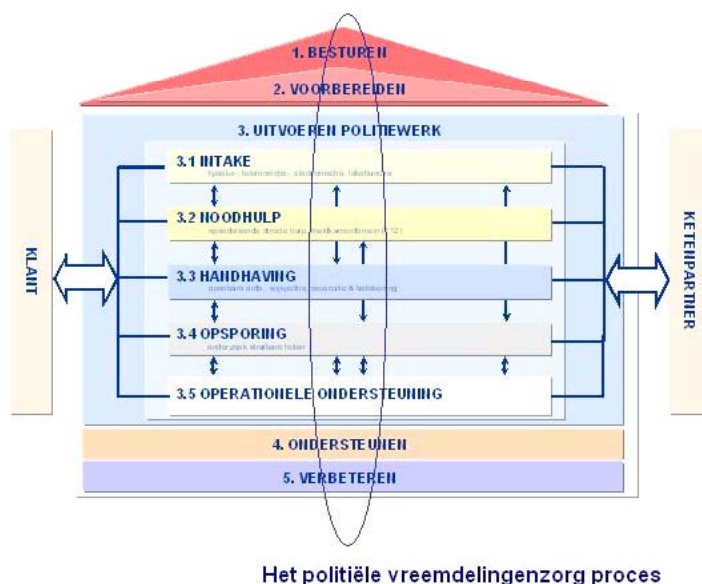 1. BESTUREN
2. VOORBEREIDEN
3. UITVOEREN POLITIEWERK
3.1 INTAKE
3.2 NOODHULP
3.3 HANDHAVING
3.4 OPSPORING
3.5 OPERATIONELE ONDERSTEUNING
KLANT
KETENPARTNER
4. ONDERSTEUNEN
5. VERBETEREN
Het politiële vreemdelingenzorg proces